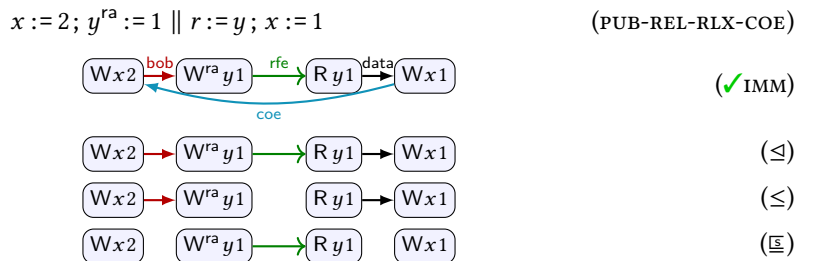 x := 2; y^ra := 1 ‖ r := y; x := 1 (PUB-REL-RLX-COE)
bob rfe data
Wx2 W^ra y1 R y1 Wx1 (✓IMM)
coe
Wx2 W^ra y1 R y1 Wx1 (⊴)
Wx2 W^ra y1 R y1 Wx1 (≤)
Wx2 W^ra y1 R y1 Wx1 (s)